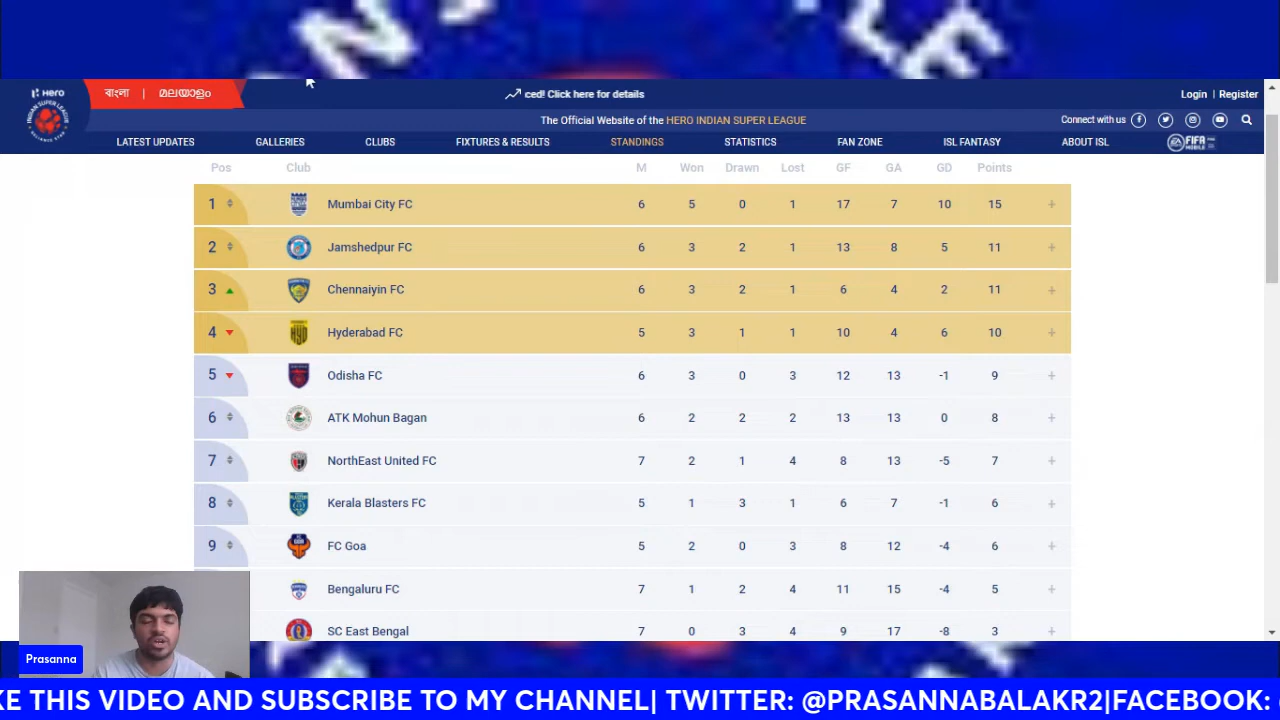 Hero
INDIAN SUPER LEAGUE
বাংলা | മലയാളം
ced! Click here for details
Login | Register
The Official Website of the HERO INDIAN SUPER LEAGUE
Connect with us
LATEST UPDATES GALLERIES CLUBS FIXTURES & RESULTS STANDINGS STATISTICS FAN ZONE ISL FANTASY ABOUT ISL FIFA MOBILE
Pos Club M Won Drawn Lost GF GA GD Points
1 Mumbai City FC 6 5 0 1 17 7 10 15 +
2 Jamshedpur FC 6 3 2 1 13 8 5 11 +
3 Chennaiyin FC 6 3 2 1 6 4 2 11 +
4 Hyderabad FC 5 3 1 1 10 4 6 10 +
5 Odisha FC 6 3 0 3 12 13 -1 9 +
6 ATK Mohun Bagan 6 2 2 2 13 13 0 8 +
7 NorthEast United FC 7 2 1 4 8 13 -5 7 +
8 Kerala Blasters FC 5 1 3 1 6 7 -1 6 +
9 FC Goa 5 2 0 3 8 12 -4 6 +
Bengaluru FC 7 1 2 4 11 15 -4 5 +
SC East Bengal 7 0 3 4 9 17 -8 3 +
Prasanna
KE THIS VIDEO AND SUBSCRIBE TO MY CHANNEL| TWITTER: @PRASANNABALAKR2|FACEBOOK: